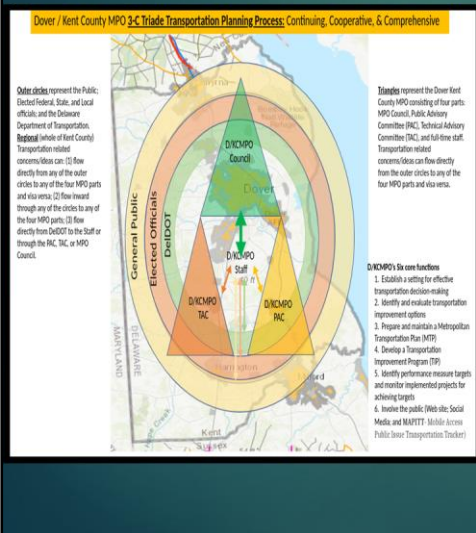 Dover / Kent County MPO 3-C Triade Transportation Planning Process: Continuing, Cooperative, & Comprehensive
Outer circles represent the Public;
Elected Federal, State, and Local
officials; and the Delaware
Department of Transportation.
Regional (whole of Kent County)
Transportation related
concerns/ideas can: (1) flow
directly from any of the outer
circles to any of the four MPO parts
and visa versa; (2) flow inward
through any of the circles to any of
the four MPO parts; (3) flow
directly from DelDOT to the Staff or
through the PAC, TAC, or MPO
Council.
General Public
Elected Officials
DelDOT
D/KCMPO
Council
Dover
D/KCMPO
Staff
D/KCMPO
TAC
D/KCMPO
PAC
MARYLAND
DELAWARE
Harrington
Kent
Sussex
Triangles represent the Dover Kent
County MPO consisting of four parts:
MPO Council, Public Advisory
Committee (PAC), Technical Advisory
Committee (TAC), and full-time staff.
Transportation related
concerns/ideas can flow directly
from the outer circles to any of the
four MPO parts and visa versa.
D/KCMPO's Six core functions
1. Establish a setting for effective
transportation decision-making
2. Identify and evaluate transportation
improvement options
3. Prepare and maintain a Metropolitan
Transportation Plan (MTP)
4. Develop a Transportation
Improvement Program (TIP)
5. Identify performance measure targets
and monitor implemented projects for
achieving targets
6. Involve the public (Web site; Social
Media; and MAPITT- Mobile Access
Public Issue Transportation Tracker)